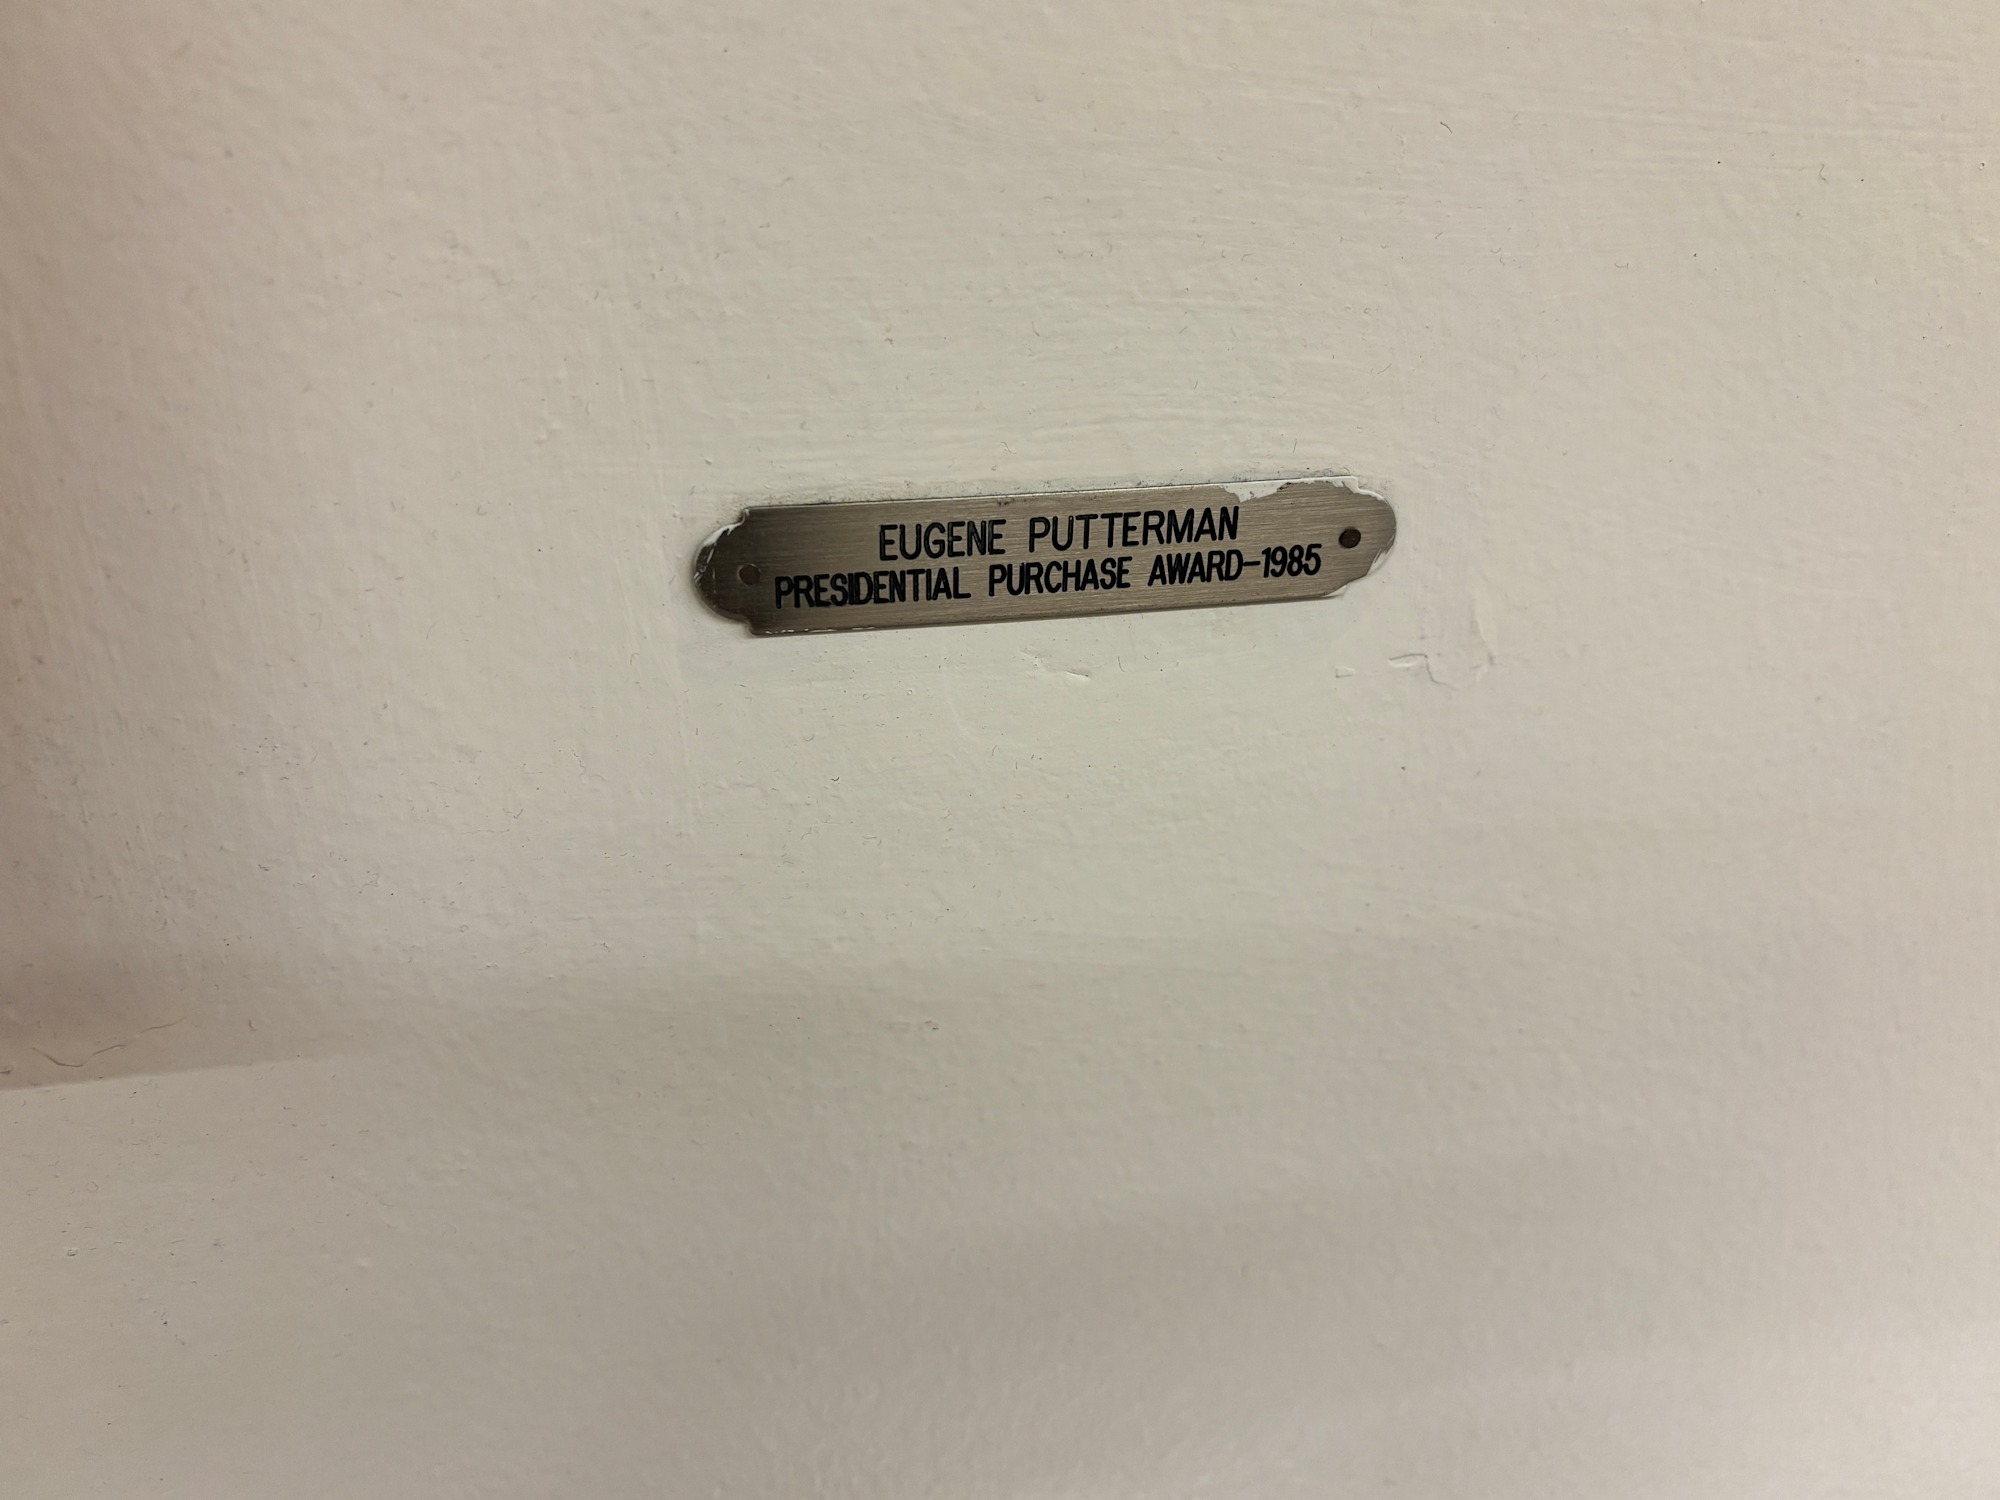 EUGENE PUTTERMAN
PRESIDENTIAL PURCHASE AWARD-1985